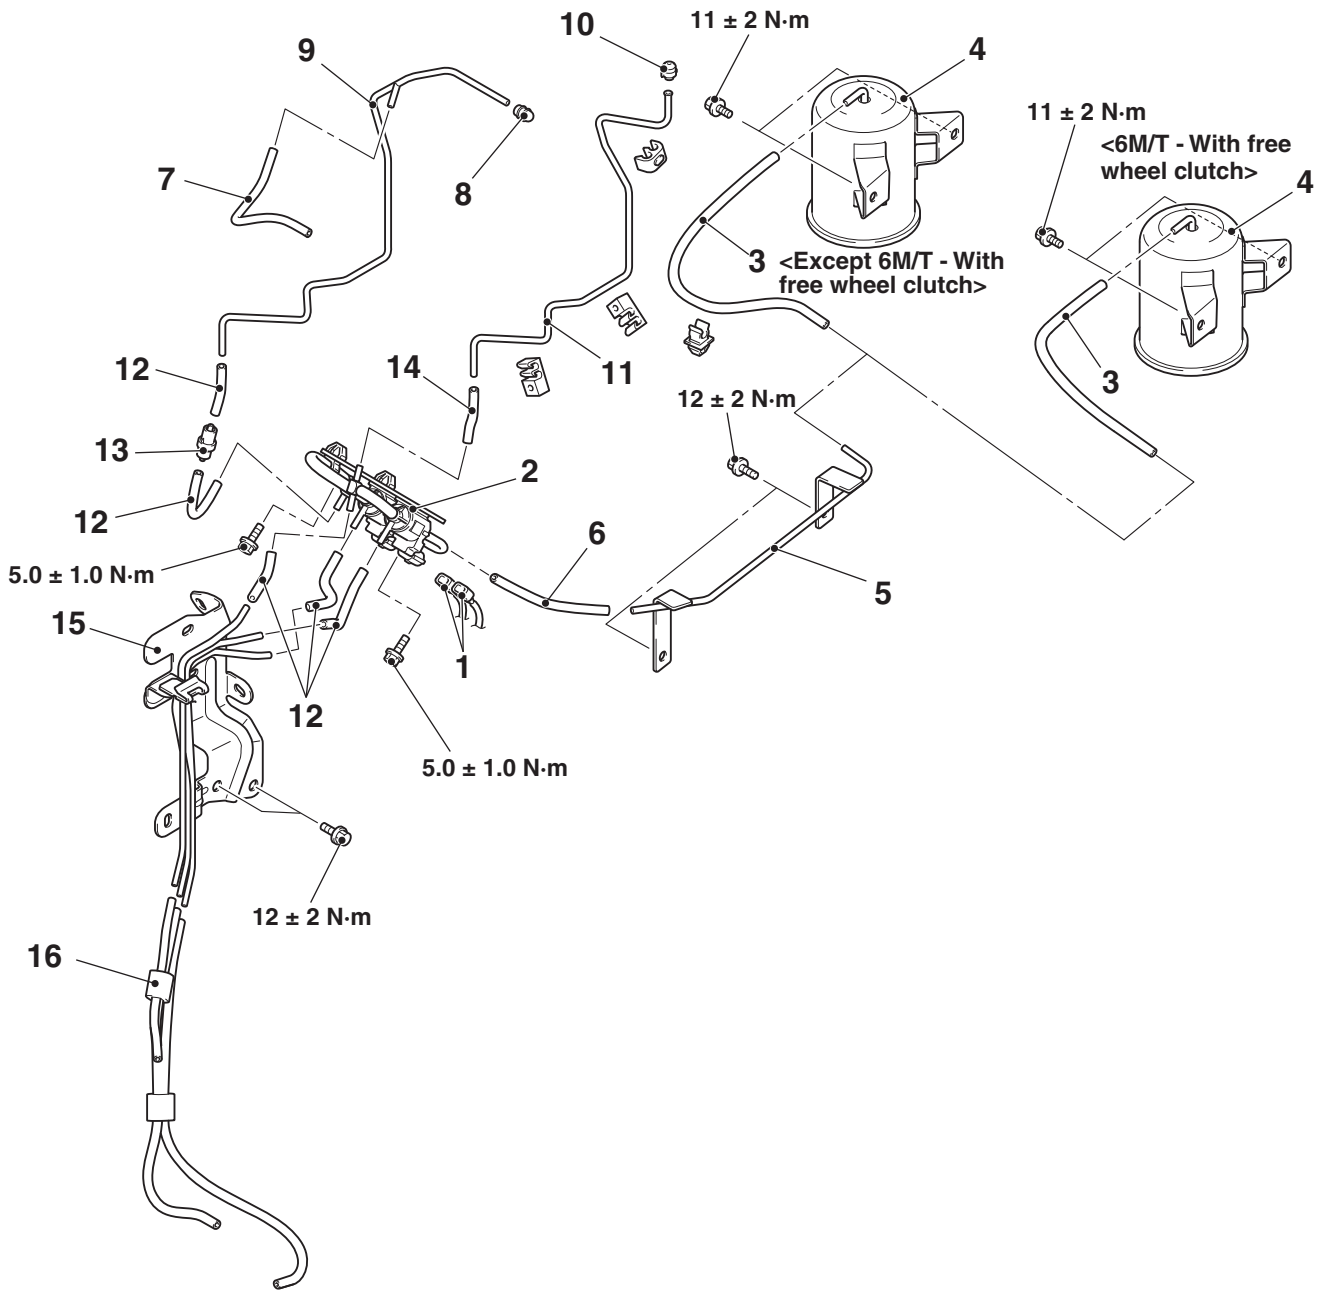 10
11 ± 2 N·m
4
9
11 ± 2 N·m
<6M/T - With free
wheel clutch>
4
7
8
3
<Except 6M/T - With
free wheel clutch>
12
14
11
3
12 ± 2 N·m
13
2
12
6
5.0 ± 1.0 N·m
5
15
1
12
5.0 ± 1.0 N·m
12 ± 2 N·m
16